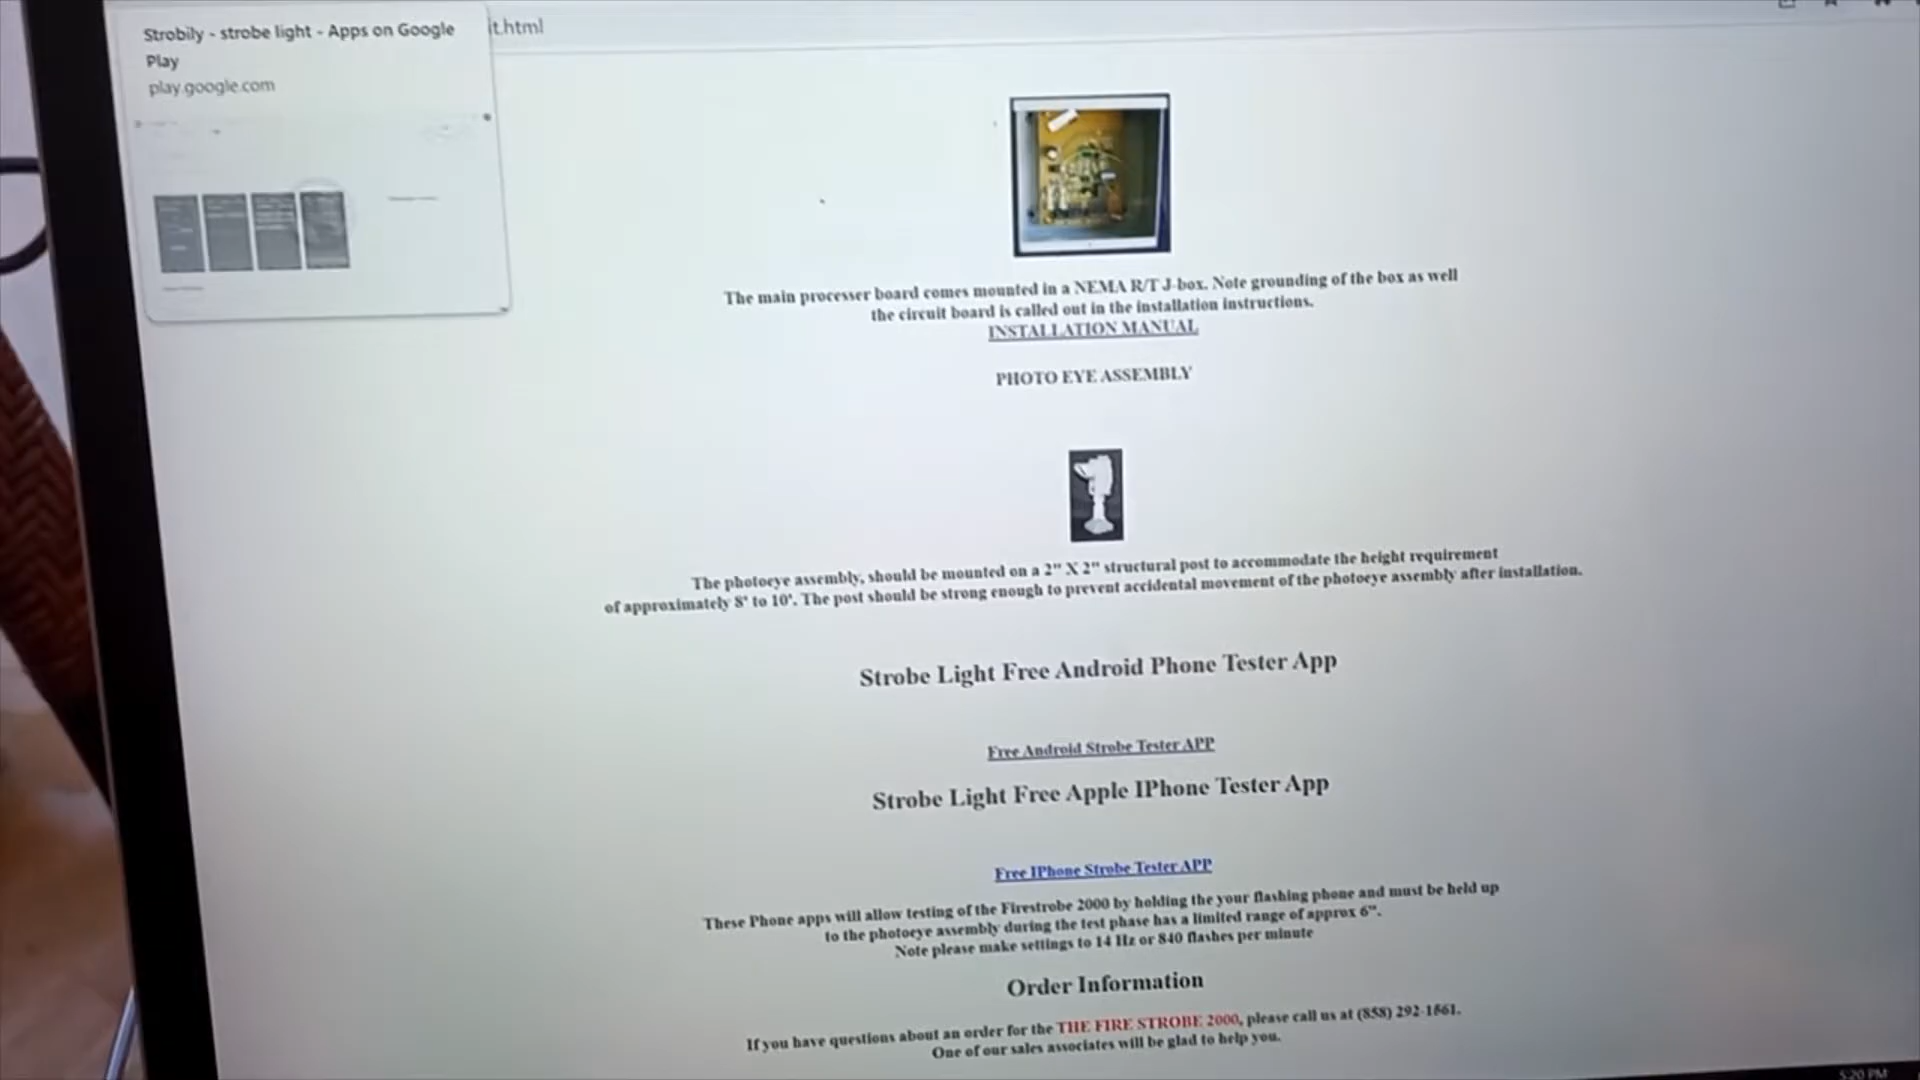 Strobily - strobe light - Apps on Google
Play
play.google.com
it.html
The main processer board comes mounted in a NEMA R/T J-box. Note grounding of the box as well
the circuit board is called out in the installation instructions.
INSTALLATION MANUAL
PHOTO EYE ASSEMBLY
The photoeye assembly, should be mounted on a 2" X 2" structural post to accommodate the height requirement
of approximately 8' to 10'. The post should be strong enough to prevent accidental movement of the photoeye assembly after installation.
Strobe Light Free Android Phone Tester App
Free Android Strobe Tester APP
Strobe Light Free Apple IPhone Tester App
Free IPhone Strobe Tester APP
These Phone apps will allow testing of the Firestrobe 2000 by holding the your flashing phone and must be held up
to the photoeye assembly during the test phase has a limited range of approx 6".
Note please make settings to 14 Hz or 840 flashes per minute
Order Information
If you have questions about an order for the THE FIRE STROBE 2000, please call us at (858) 292-1861.
One of our sales associates will be glad to help you.
5:20 PM